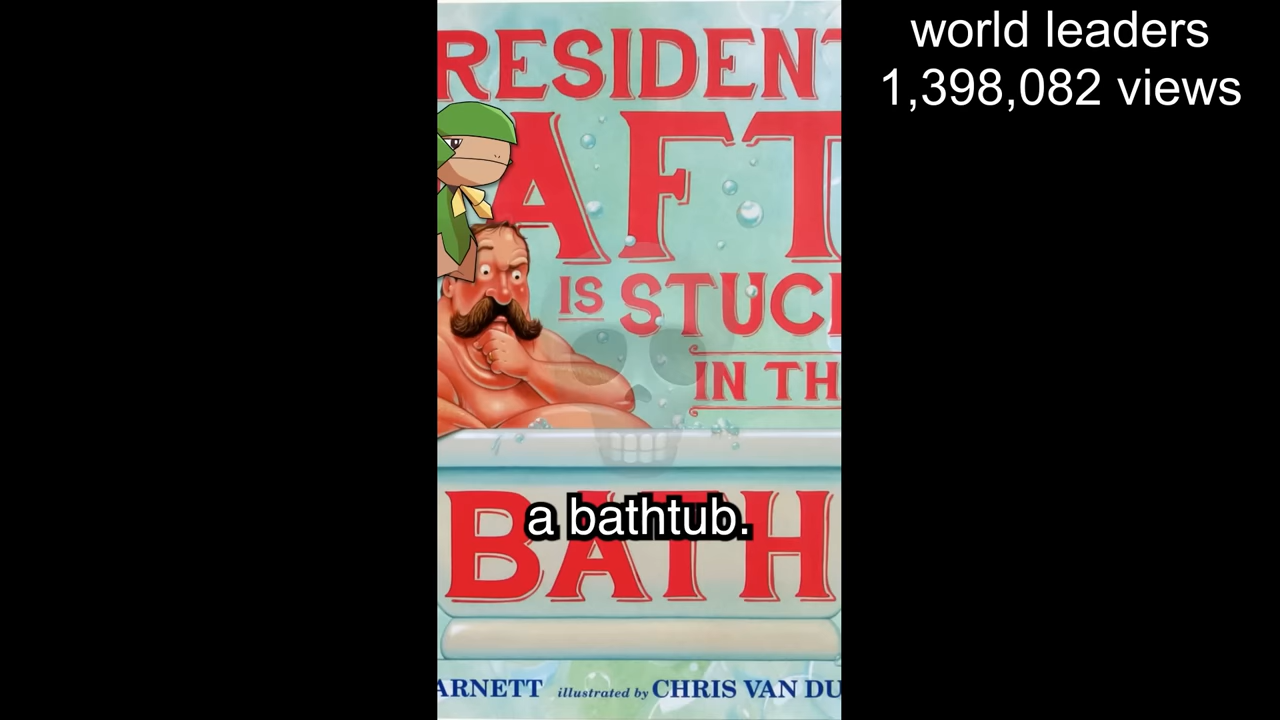 world leaders
1,398,082 views
RESIDENT
AFT
IS STUC
IN TH
BATH
a bathtub.
ARNETT illustrated by CHRIS VAN DU